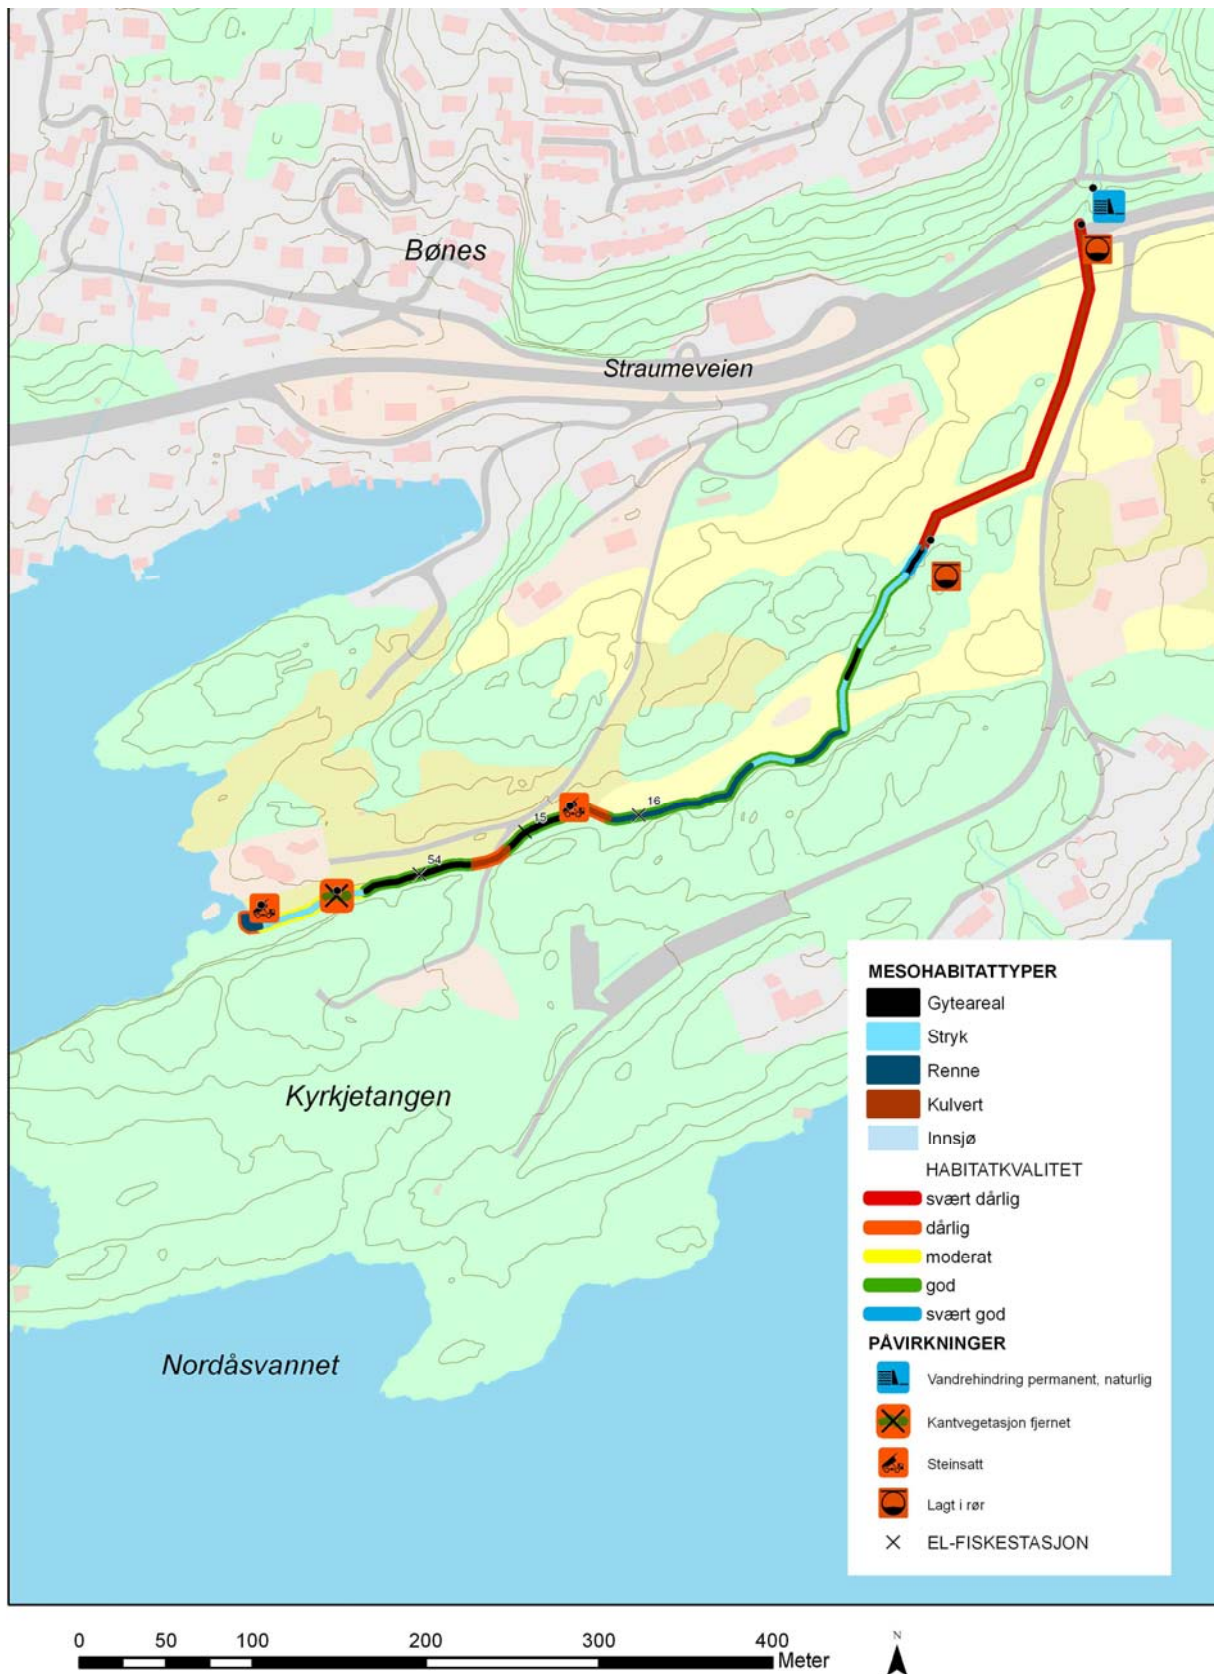 Bønes
Straumeveien
16
15
54
Kyrkjetangen
Nordåsvannet
MESOHABITATTYPER
Gyteareal
Stryk
Renne
Kulvert
Innsjø
HABITATKVALITET
svært dårlig
dårlig
moderat
god
svært god
PÅVIRKNINGER
Vandrehindring permanent, naturlig
Kantvegetasjon fjernet
Steinsatt
Lagt i rør
EL-FISKESTASJON
0 50 100 200 300 400
Meter
N